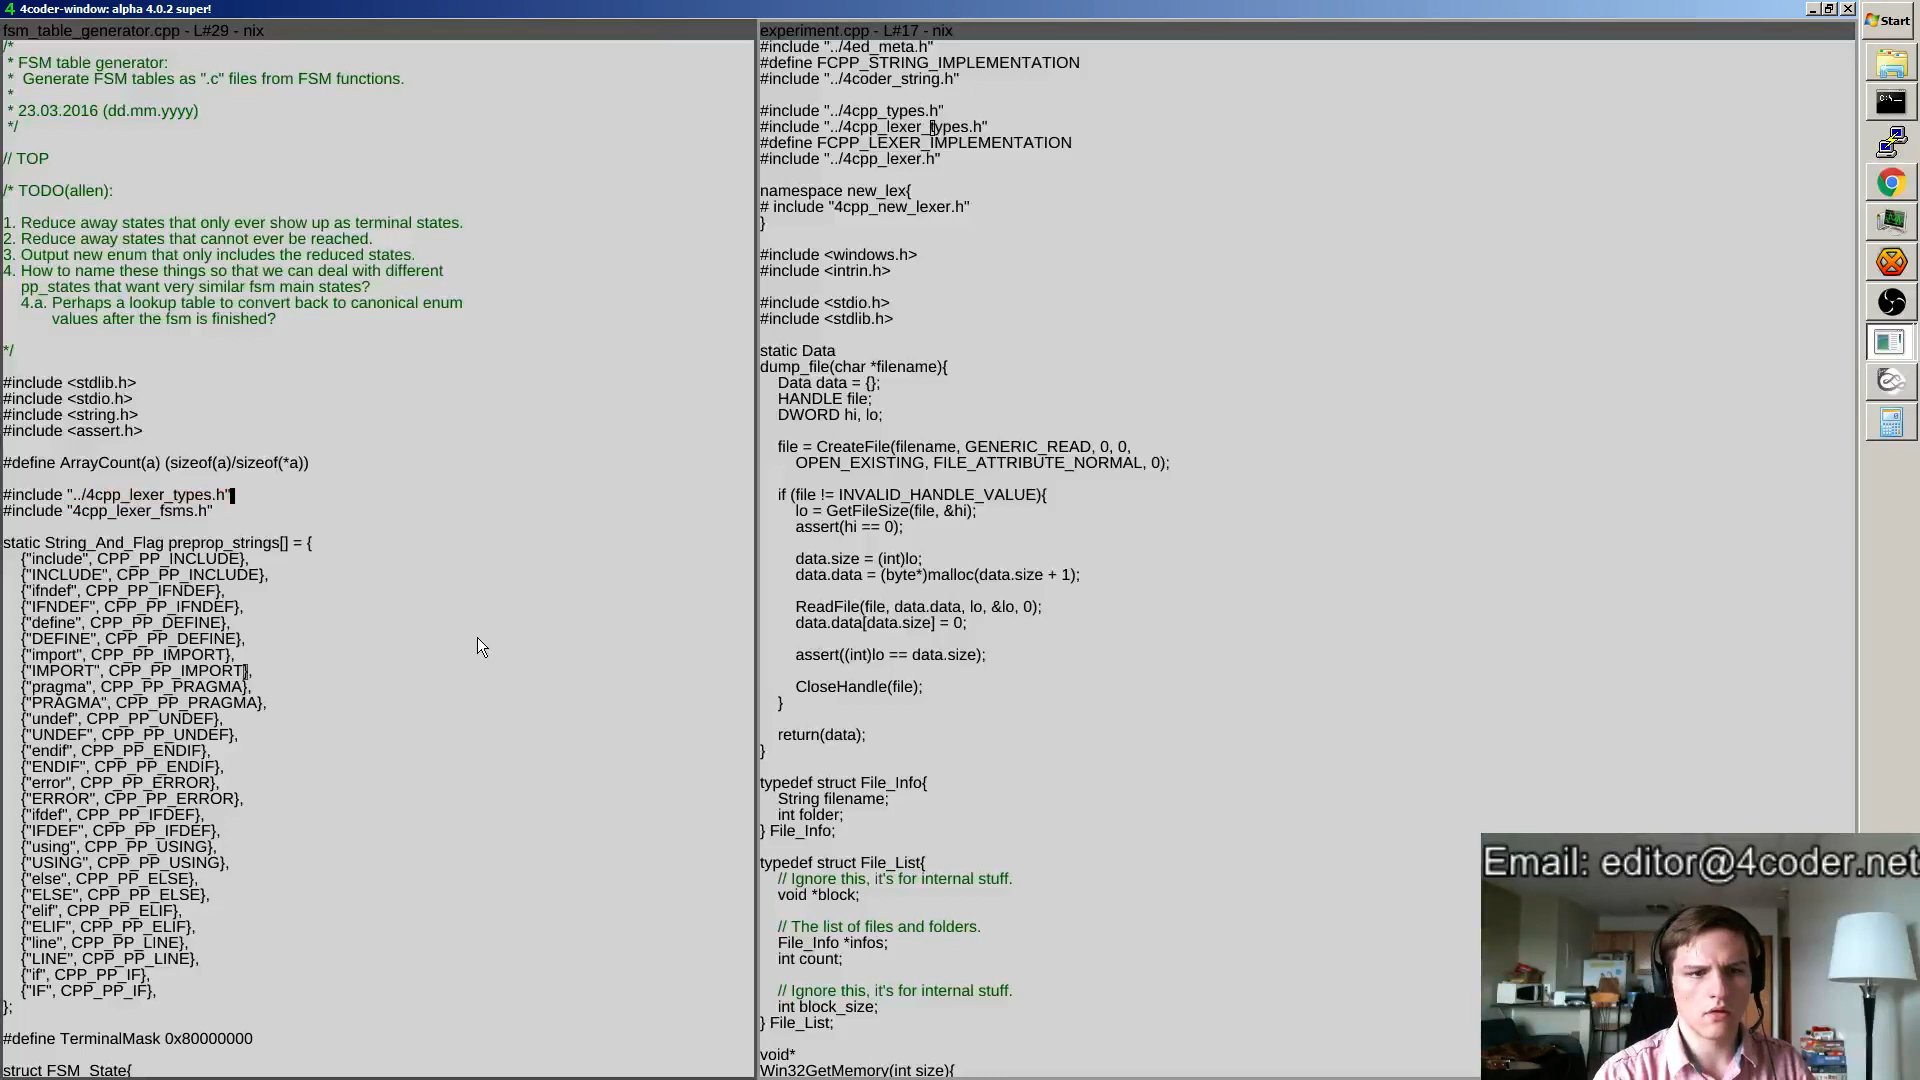 4 4coder-window: alpha 4.0.2 super!
fsm_table_generator.cpp - L#29 - nix
/*
 * FSM table generator:
 *  Generate FSM tables as ".c" files from FSM functions.
 *
 * 23.03.2016 (dd.mm.yyyy)
 */
// TOP
/* TODO(allen):
1. Reduce away states that only ever show up as terminal states.
2. Reduce away states that cannot ever be reached.
3. Output new enum that only includes the reduced states.
4. How to name these things so that we can deal with different
    pp_states that want very similar fsm main states?
    4.a. Perhaps a lookup table to convert back to canonical enum
           values after the fsm is finished?
*/
#include <stdlib.h>
#include <stdio.h>
#include <string.h>
#include <assert.h>
#define ArrayCount(a) (sizeof(a)/sizeof(*a))
#include "../4cpp_lexer_types.h"
#include "4cpp_lexer_fsms.h"
static String_And_Flag preprop_strings[] = {
    {"include", CPP_PP_INCLUDE},
    {"INCLUDE", CPP_PP_INCLUDE},
    {"ifndef", CPP_PP_IFNDEF},
    {"IFNDEF", CPP_PP_IFNDEF},
    {"define", CPP_PP_DEFINE},
    {"DEFINE", CPP_PP_DEFINE},
    {"import", CPP_PP_IMPORT},
    {"IMPORT", CPP_PP_IMPORT},
    {"pragma", CPP_PP_PRAGMA},
    {"PRAGMA", CPP_PP_PRAGMA},
    {"undef", CPP_PP_UNDEF},
    {"UNDEF", CPP_PP_UNDEF},
    {"endif", CPP_PP_ENDIF},
    {"ENDIF", CPP_PP_ENDIF},
    {"error", CPP_PP_ERROR},
    {"ERROR", CPP_PP_ERROR},
    {"ifdef", CPP_PP_IFDEF},
    {"IFDEF", CPP_PP_IFDEF},
    {"using", CPP_PP_USING},
    {"USING", CPP_PP_USING},
    {"else", CPP_PP_ELSE},
    {"ELSE", CPP_PP_ELSE},
    {"elif", CPP_PP_ELIF},
    {"ELIF", CPP_PP_ELIF},
    {"line", CPP_PP_LINE},
    {"LINE", CPP_PP_LINE},
    {"if", CPP_PP_IF},
    {"IF", CPP_PP_IF},
};
#define TerminalMask 0x80000000
struct FSM_State{
experiment.cpp - L#17 - nix
#include "../4ed_meta.h"
#define FCPP_STRING_IMPLEMENTATION
#include "../4coder_string.h"
#include "../4cpp_types.h"
#include "../4cpp_lexer_types.h"
#define FCPP_LEXER_IMPLEMENTATION
#include "../4cpp_lexer.h"
namespace new_lex{
# include "4cpp_new_lexer.h"
}
#include <windows.h>
#include <intrin.h>
#include <stdio.h>
#include <stdlib.h>
static Data
dump_file(char *filename){
    Data data = {};
    HANDLE file;
    DWORD hi, lo;
    file = CreateFile(filename, GENERIC_READ, 0, 0,
        OPEN_EXISTING, FILE_ATTRIBUTE_NORMAL, 0);
    if (file != INVALID_HANDLE_VALUE){
        lo = GetFileSize(file, &hi);
        assert(hi == 0);
        data.size = (int)lo;
        data.data = (byte*)malloc(data.size + 1);
        ReadFile(file, data.data, lo, &lo, 0);
        data.data[data.size] = 0;
        assert((int)lo == data.size);
        CloseHandle(file);
    }
    return(data);
}
typedef struct File_Info{
    String filename;
    int folder;
} File_Info;
typedef struct File_List{
    // Ignore this, it's for internal stuff.
    void *block;
    // The list of files and folders.
    File_Info *infos;
    int count;
    // Ignore this, it's for internal stuff.
    int block_size;
} File_List;
void*
Win32GetMemory(int size){
Start
C:\_
Email: editor@4coder.net